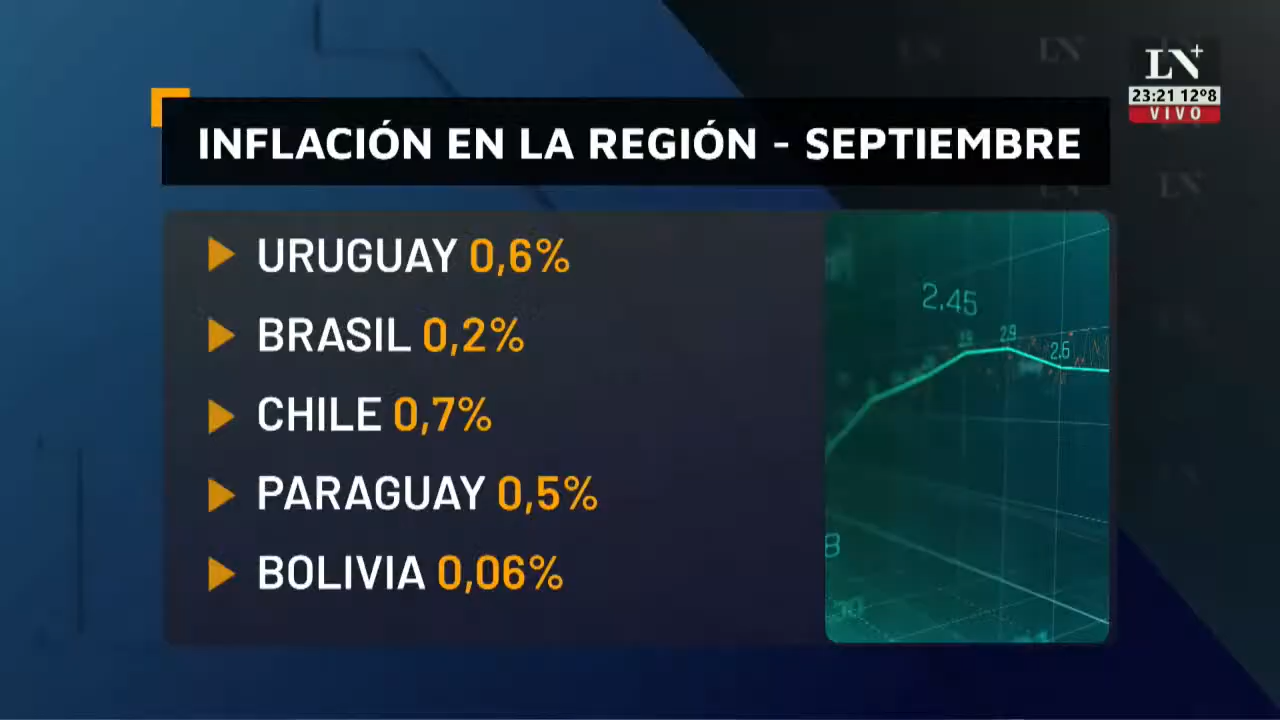 LN+
23:21 12º8
VIVO
INFLACIÓN EN LA REGIÓN - SEPTIEMBRE
URUGUAY 0,6%
BRASIL 0,2%
CHILE 0,7%
PARAGUAY 0,5%
BOLIVIA 0,06%
2.45
2.9
2.6
8